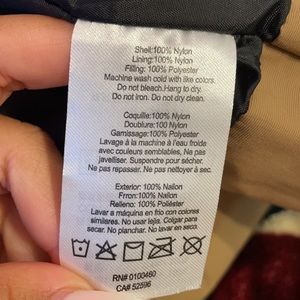 Shell:100% Nylon
Lining:100% Nylon
Filling: 100% Polyester
Machine wash cold with like colors.
Do not bleach.Hang to dry.
Do not iron. Do not dry clean.
Coquille: 100% Nylon
Doublure: 100 Nylon
Garnissage: 100% Polyester
Lavage a la machine à l'eau froide
avec couleurs semblables. Ne pas
javelliser. Suspendre pour sécher.
Ne pas repasser. Ne pas nettoyer à sec.
Exterior: 100% Nailon
Frron: 100% Nailon
Relleno: 100% Poliéster
Lavar a máquina en frio con colores
similares. No usar lejia. Colgar para
secar. No planchar. No lavar en seco.
RN# 0100460
CA# 52596